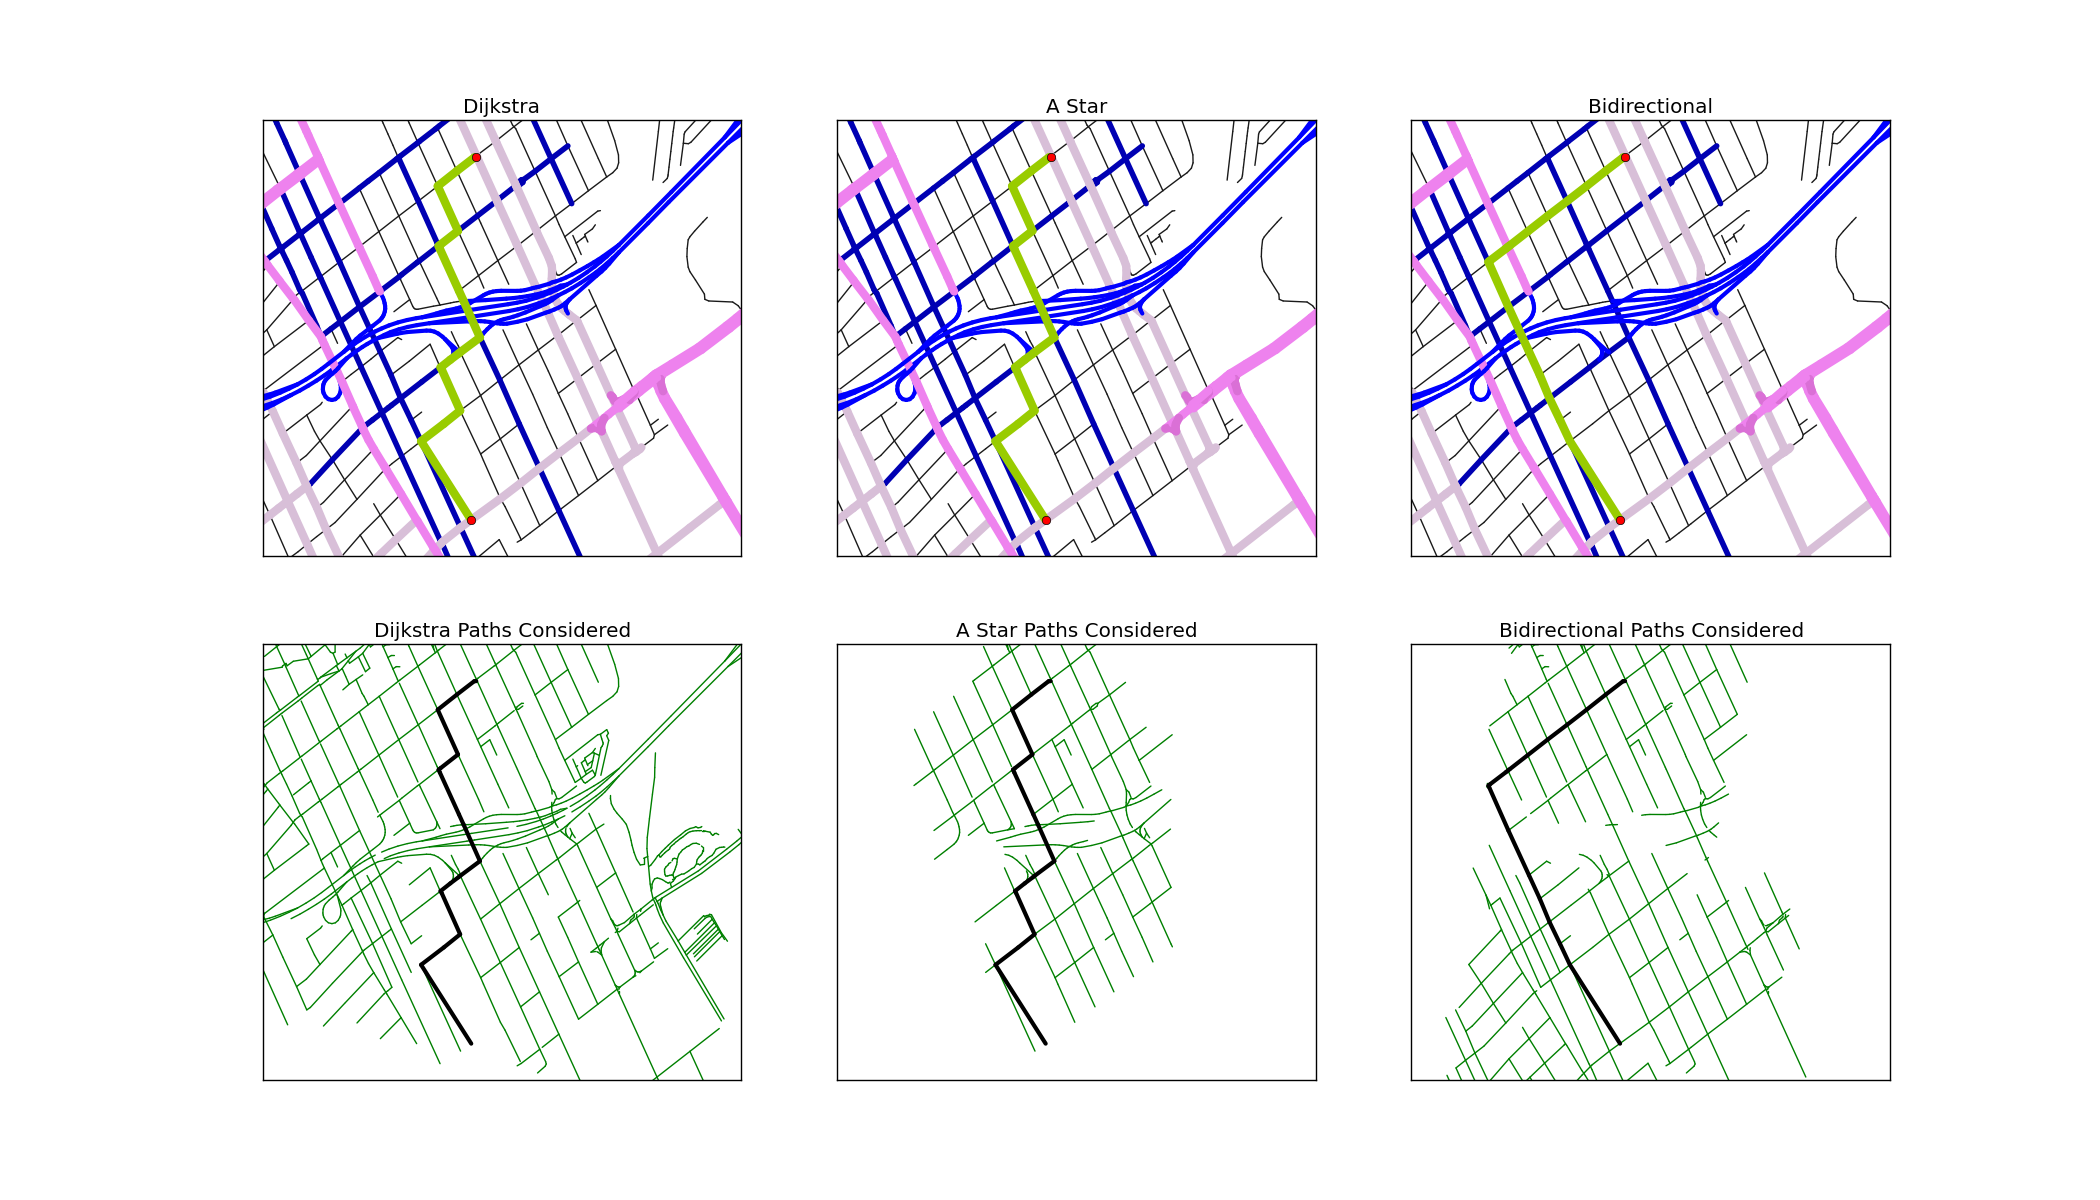 Dijkstra
A Star
Bidirectional
Dijkstra Paths Considered
A Star Paths Considered
Bidirectional Paths Considered